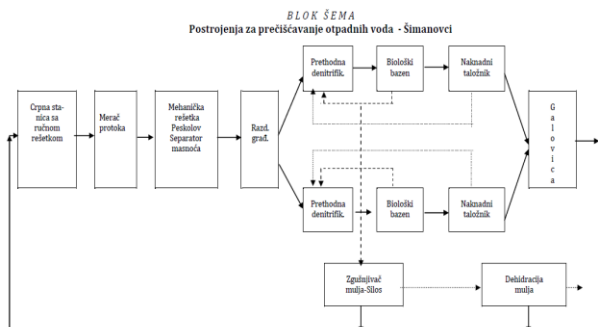 BLOK ŠEMA
Postrojenja za prečišćavanje otpadnih voda - Šimanovci
Prethodna
denitrifik.
Biološki
bazen
Naknadni
taložnik
Crpna sta-
nica sa
ručnom
rešetkom
Merač
protoka
Mehanička
rešetka
Peskolov
Separator
masnoća
Razd.
građ.
G
a
l
o
v
i
c
a
Prethodna
denitrifik.
Biološki
bazen
Naknadni
taložnik
Zgušnjivač
mulja-Silos
Dehidracija
mulja